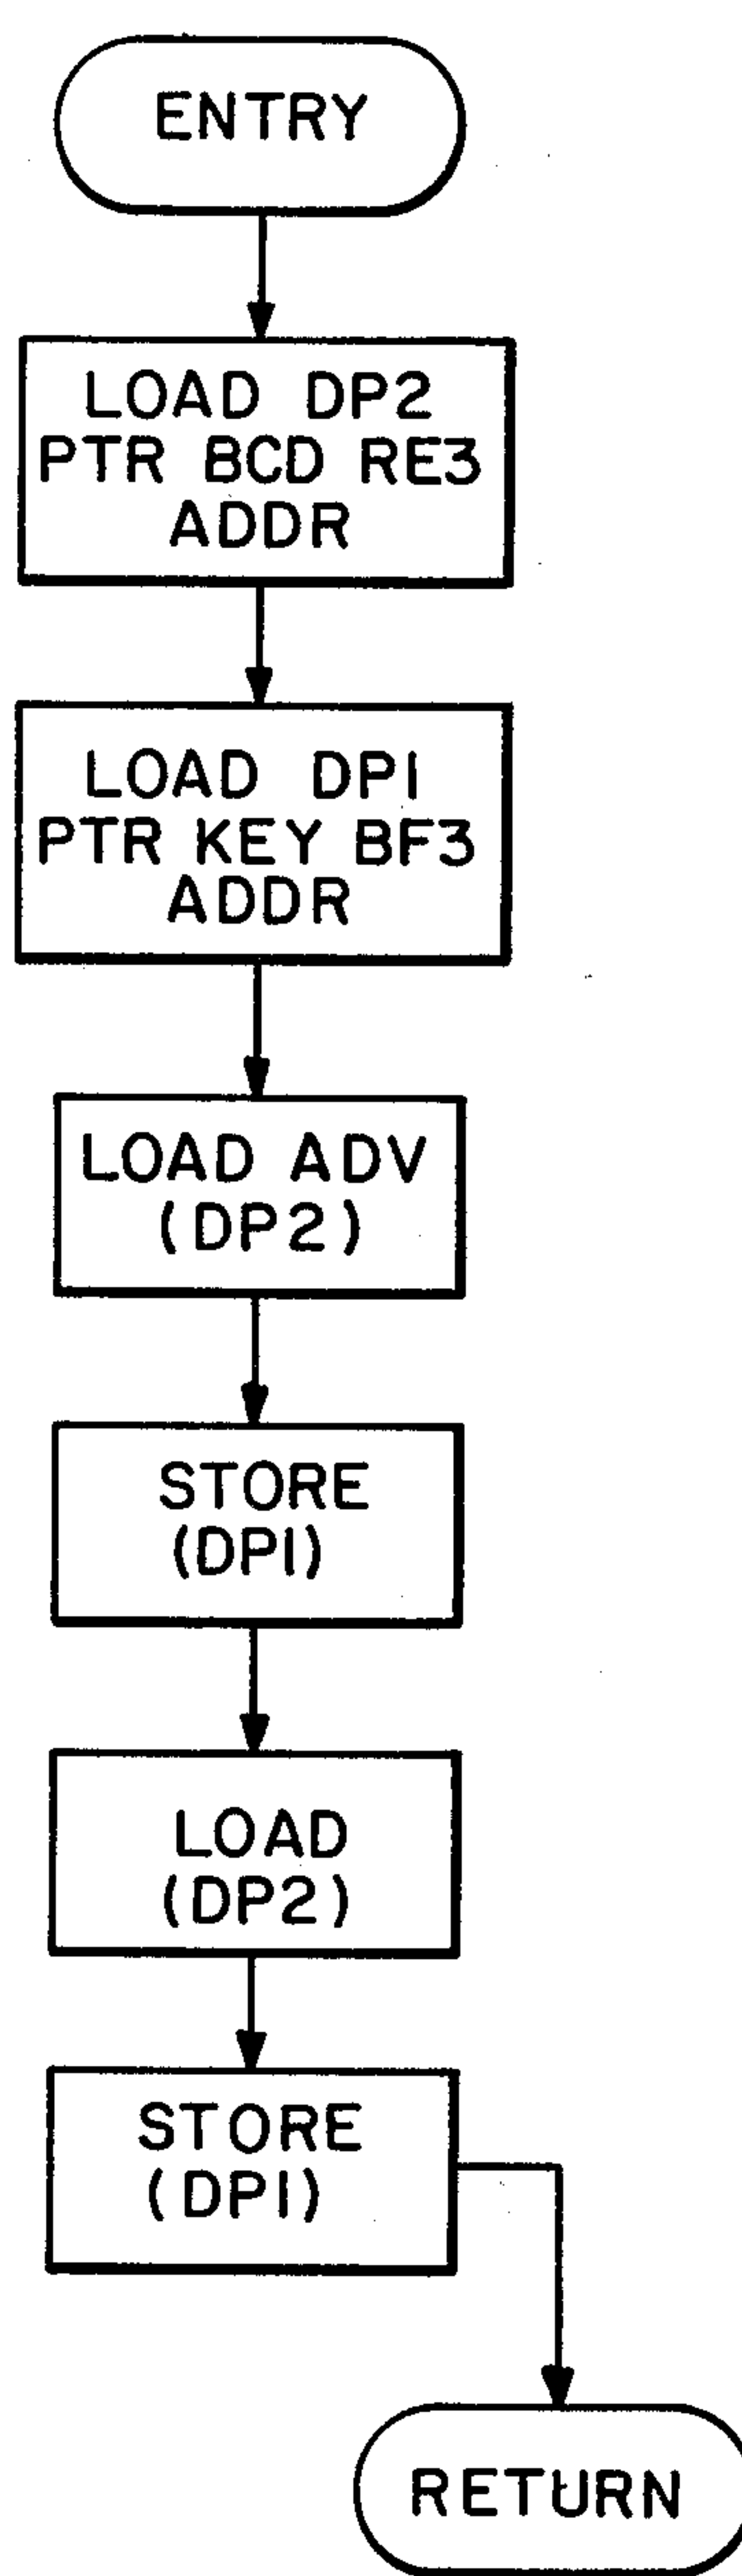 ENTRY
LOAD DP2
PTR BCD RE3
ADDR
LOAD DP1
PTR KEY BF3
ADDR
LOAD ADV
(DP2)
STORE
(DP1)
LOAD
(DP2)
STORE
(DP1)
RETURN